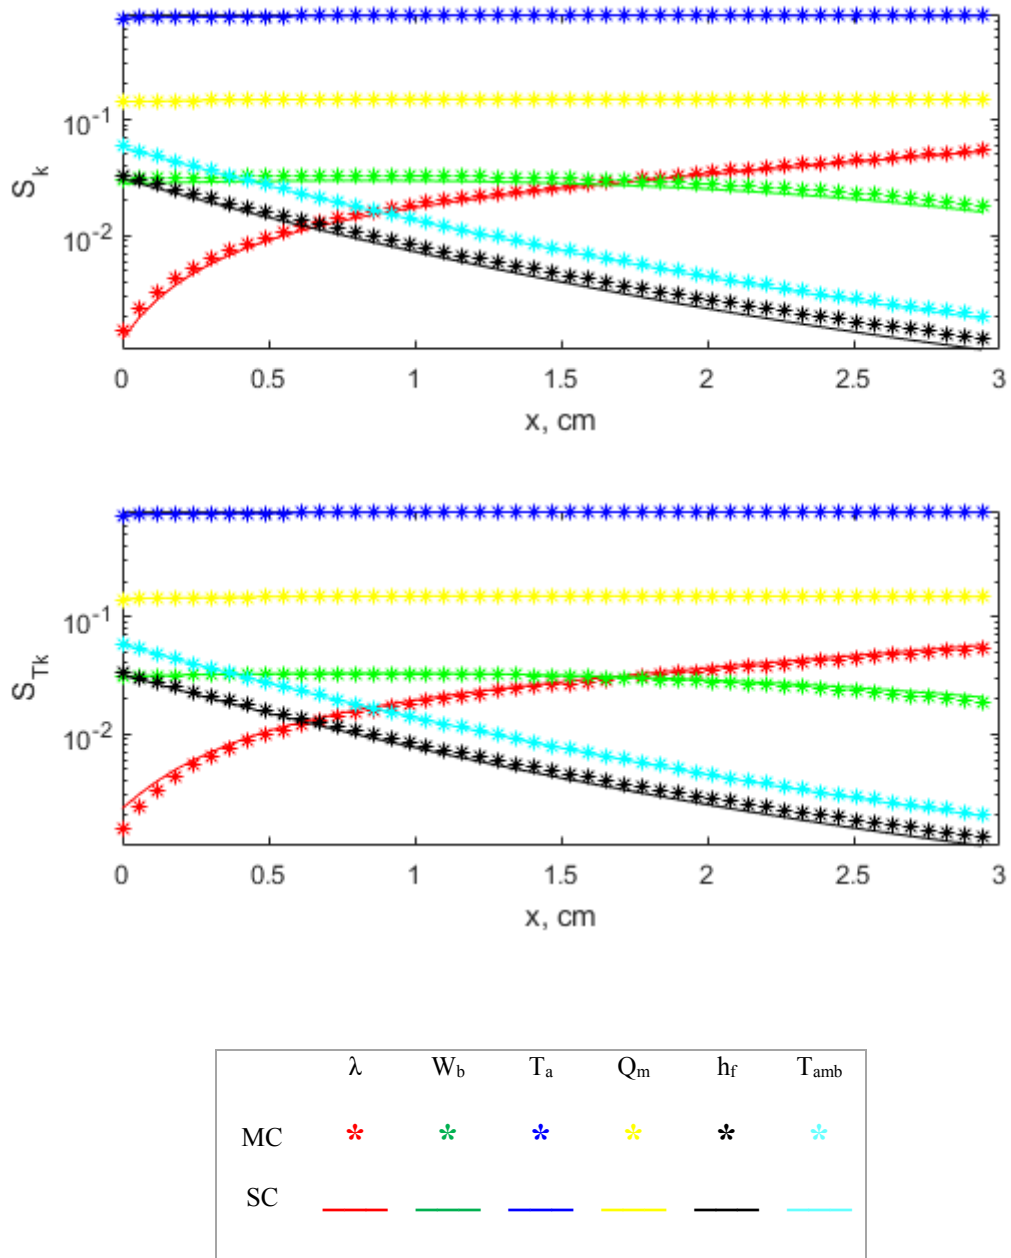 S_k
10^-1
10^-2
0 0.5 1 1.5 2 2.5 3
x, cm
S_Tk
10^-1
10^-2
0 0.5 1 1.5 2 2.5 3
x, cm
λ W_b T_a Q_m h_f T_amb
MC * * * * * *
SC